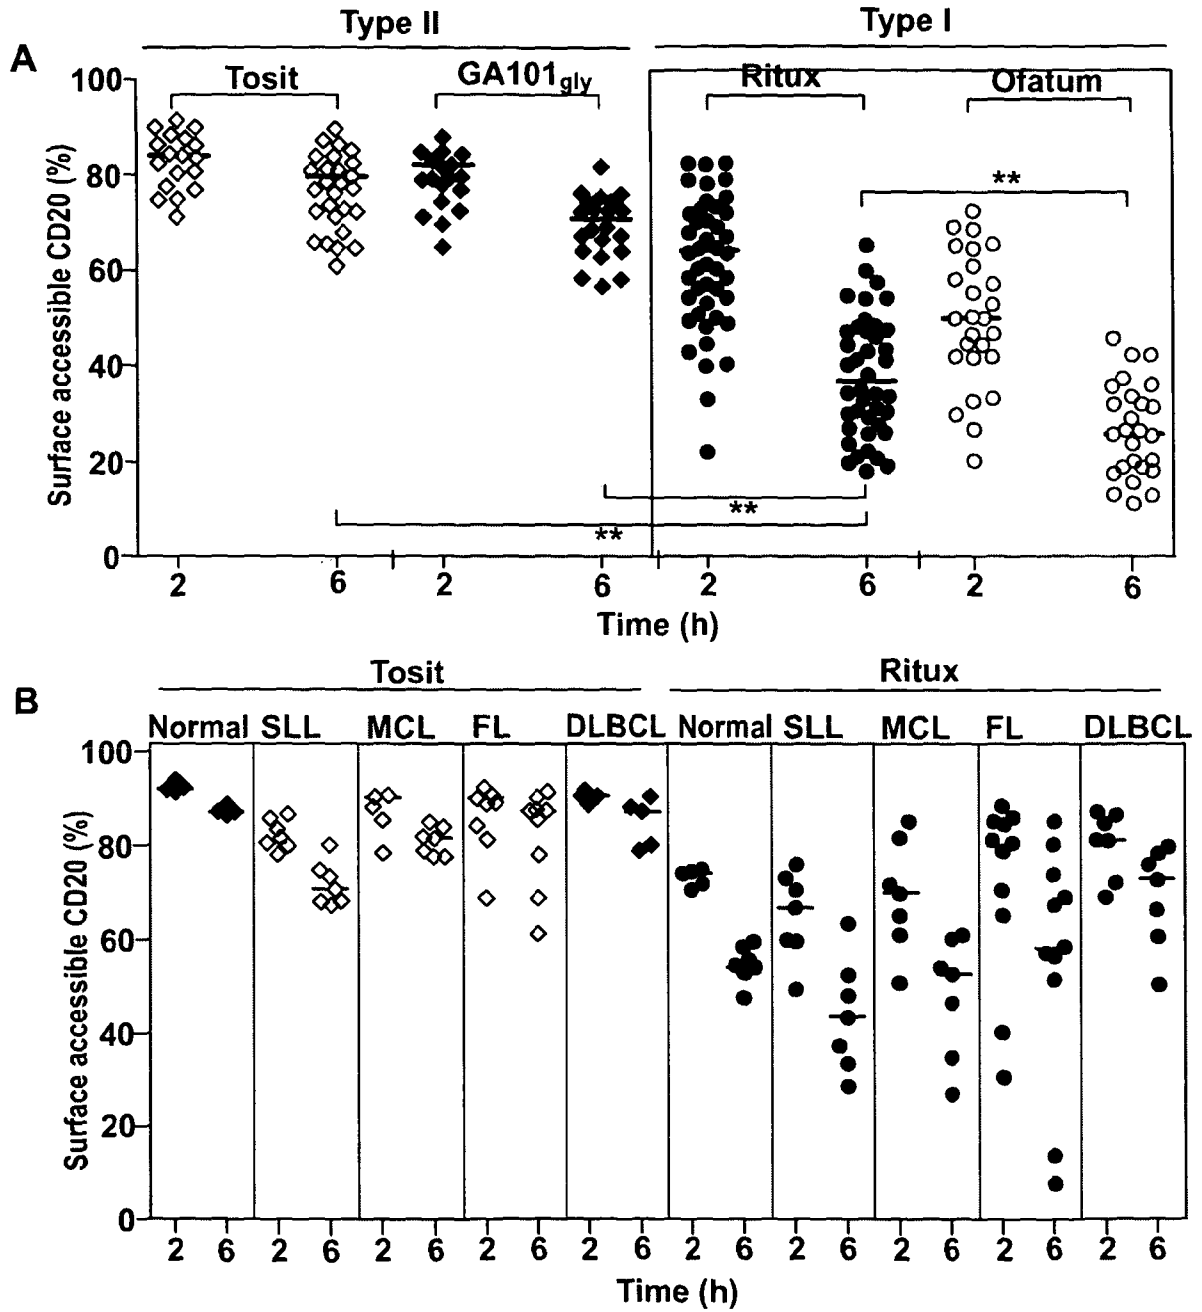 A
Type II
Type I
Tosit
GA101gly
Ritux
Ofatum
Surface accessible CD20 (%)
100
80
60
40
20
0
**
**
**
2
6
2
6
2
6
2
6
Time (h)
B
Tosit
Ritux
Normal
SLL
MCL
FL
DLBCL
Normal
SLL
MCL
FL
DLBCL
Surface accessible CD20 (%)
100
80
60
40
20
0
2
6
2
6
2
6
2
6
2
6
2
6
2
6
2
6
2
6
2
6
Time (h)